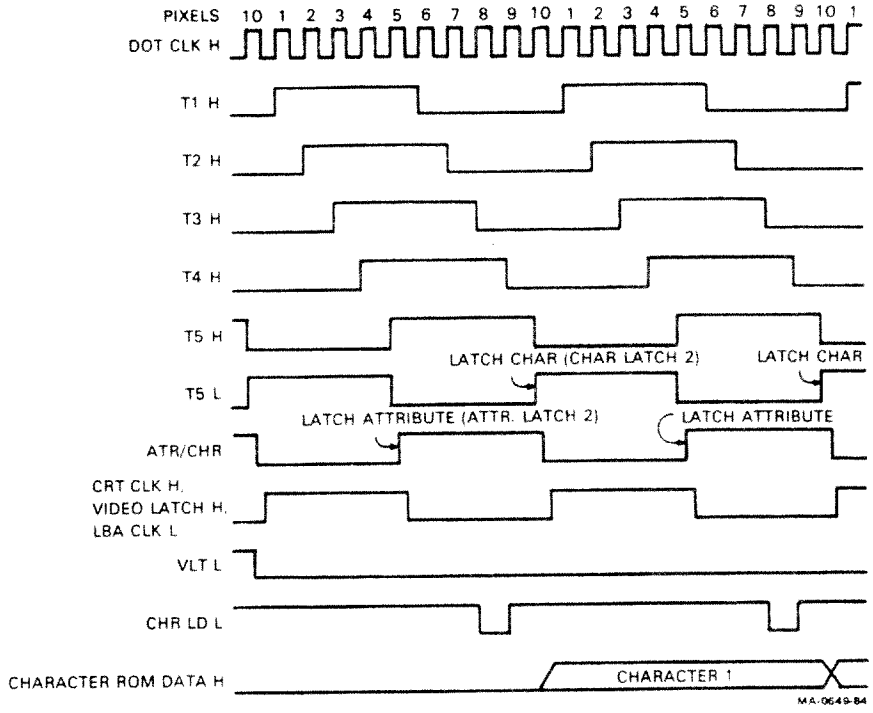 PIXELS 10 1 2 3 4 5 6 7 8 9 10 1 2 3 4 5 6 7 8 9 10 1
DOT CLK H
T1 H
T2 H
T3 H
T4 H
T5 H
LATCH CHAR (CHAR LATCH 2) LATCH CHAR
T5 L
LATCH ATTRIBUTE (ATTR. LATCH 2) LATCH ATTRIBUTE
ATR/CHR
CRT CLK H,
VIDEO LATCH H,
LBA CLK L
VLT L
CHR LD L
CHARACTER ROM DATA H CHARACTER 1
MA-0649-84